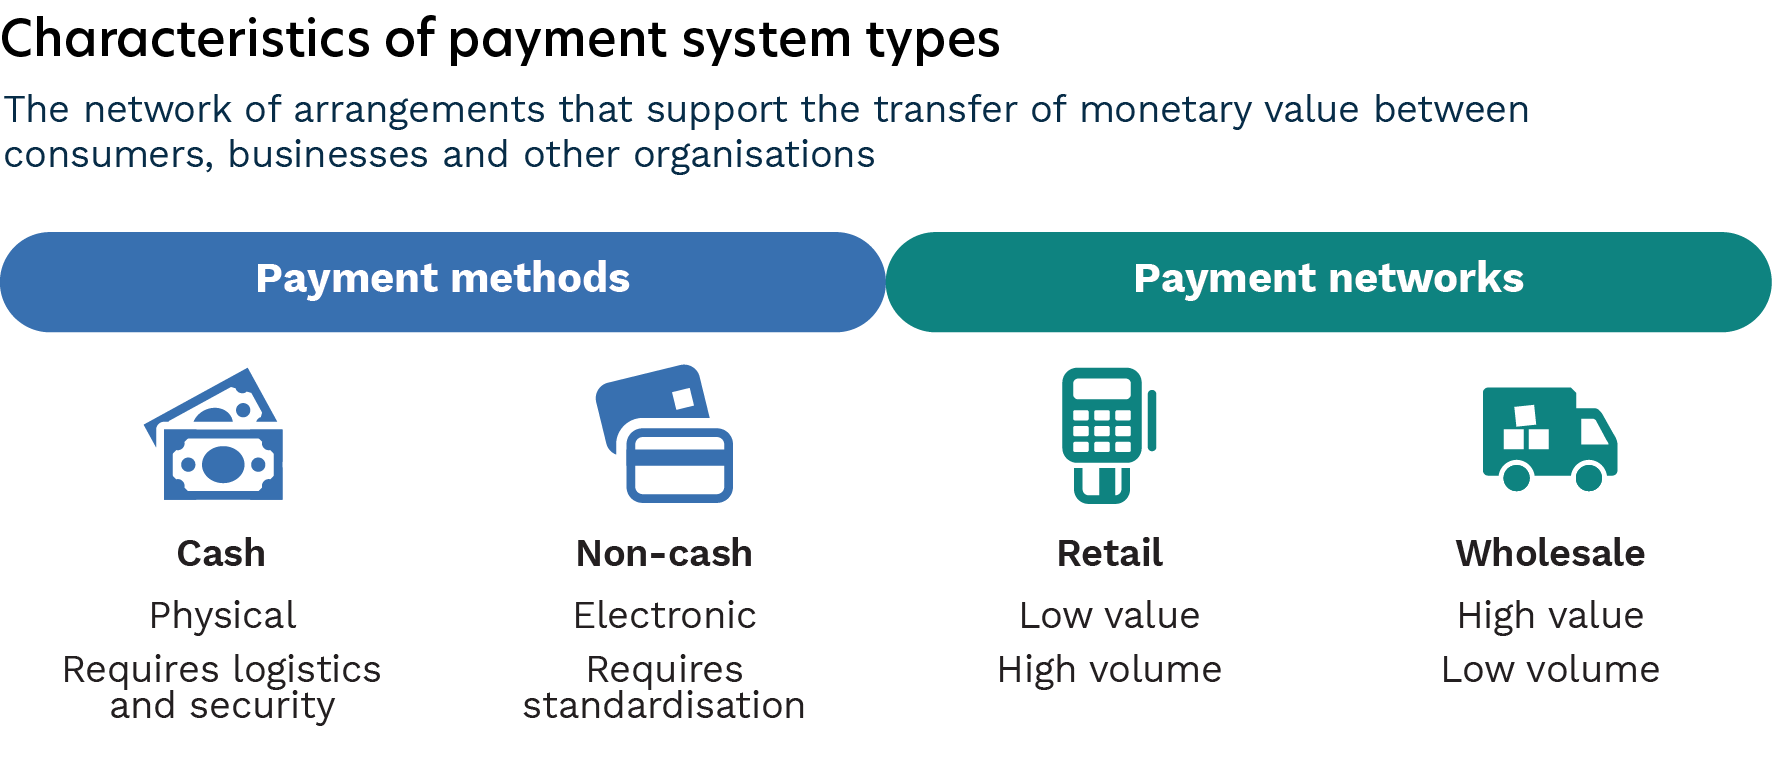 Characteristics of payment system types
The network of arrangements that support the transfer of monetary value between
consumers, businesses and other organisations
Payment methods
Payment networks
Cash
Physical
Requires logistics
and security
Non-cash
Electronic
Requires
standardisation
Retail
Low value
High volume
Wholesale
High value
Low volume